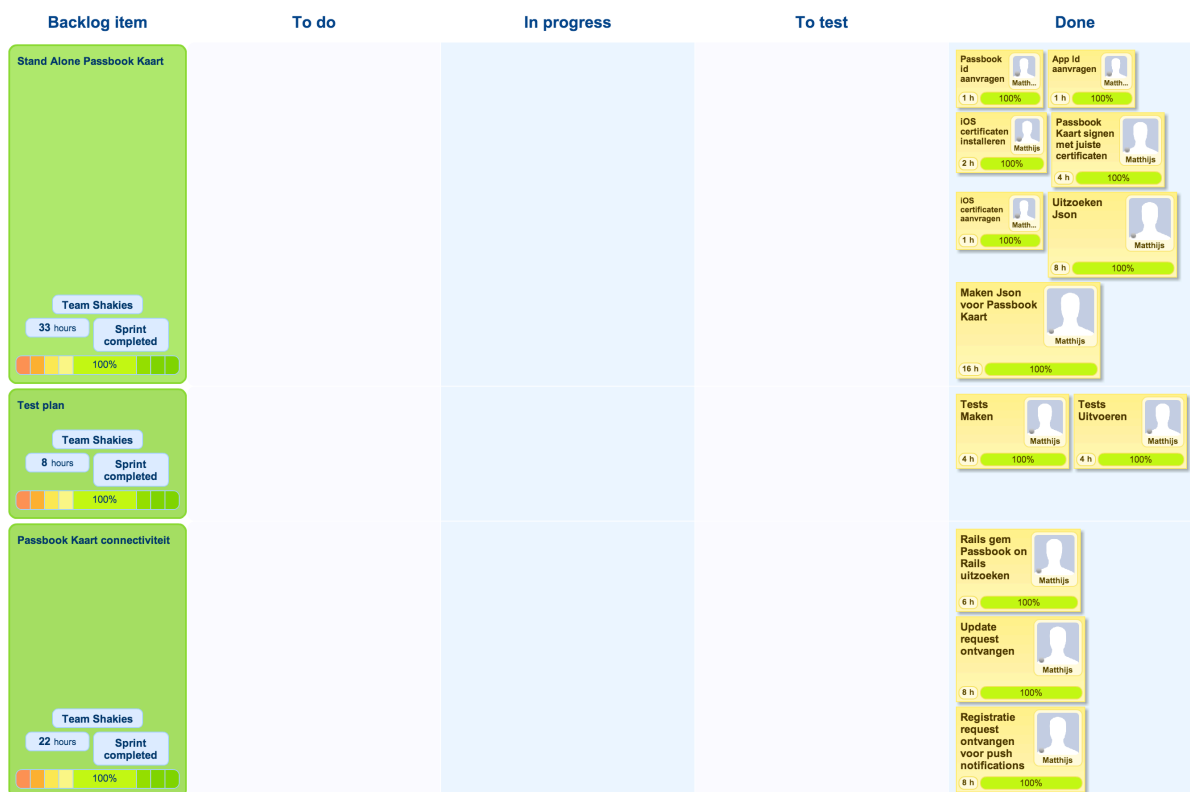 Backlog item
To do
In progress
To test
Done
Stand Alone Passbook Kaart
Team Shakies
33 hours
Sprint
completed
100%
Passbook
id
aanvragen
Matth...
1 h
100%
App Id
aanvragen
Matth...
1 h
100%
iOS
certificaten
installeren
Matthijs
2 h
100%
Passbook
Kaart signen
met juiste
certificaten
Matthijs
4 h
100%
iOS
certificaten
aanvragen
Matth...
1 h
100%
Uitzoeken
Json
Matthijs
8 h
100%
Maken Json
voor Passbook
Kaart
Matthijs
16 h
100%
Test plan
Team Shakies
8 hours
Sprint
completed
100%
Tests
Maken
Matthijs
4 h
100%
Tests
Uitvoeren
Matthijs
4 h
100%
Passbook Kaart connectiviteit
Team Shakies
22 hours
Sprint
completed
100%
Rails gem
Passbook on
Rails
uitzoeken
Matthijs
6 h
100%
Update
request
ontvangen
Matthijs
8 h
100%
Registratie
request
ontvangen
voor push
notifications
Matthijs
8 h
100%